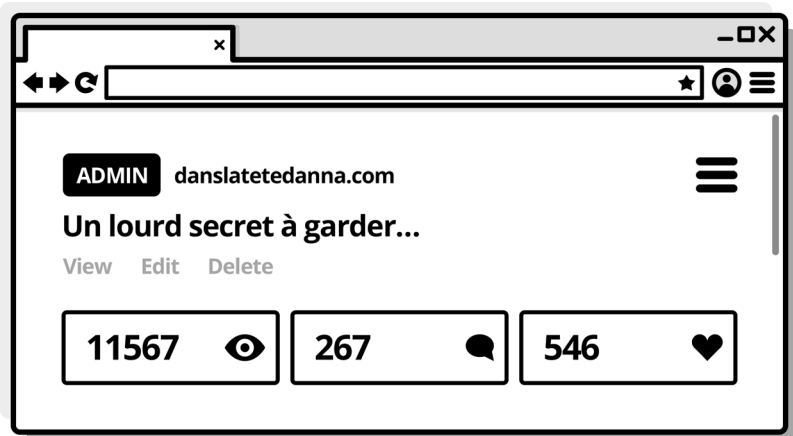 ADMIN danslatetedanna.com
Un lourd secret à garder...
View Edit Delete
11567 267 546